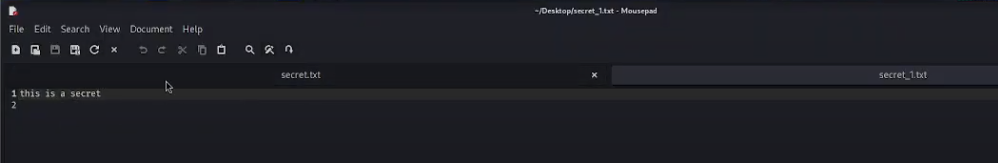 ~/Desktop/secret_1.txt - Mousepad
File Edit Search View Document Help
secret.txt secret_1.txt
1 this is a secret
2